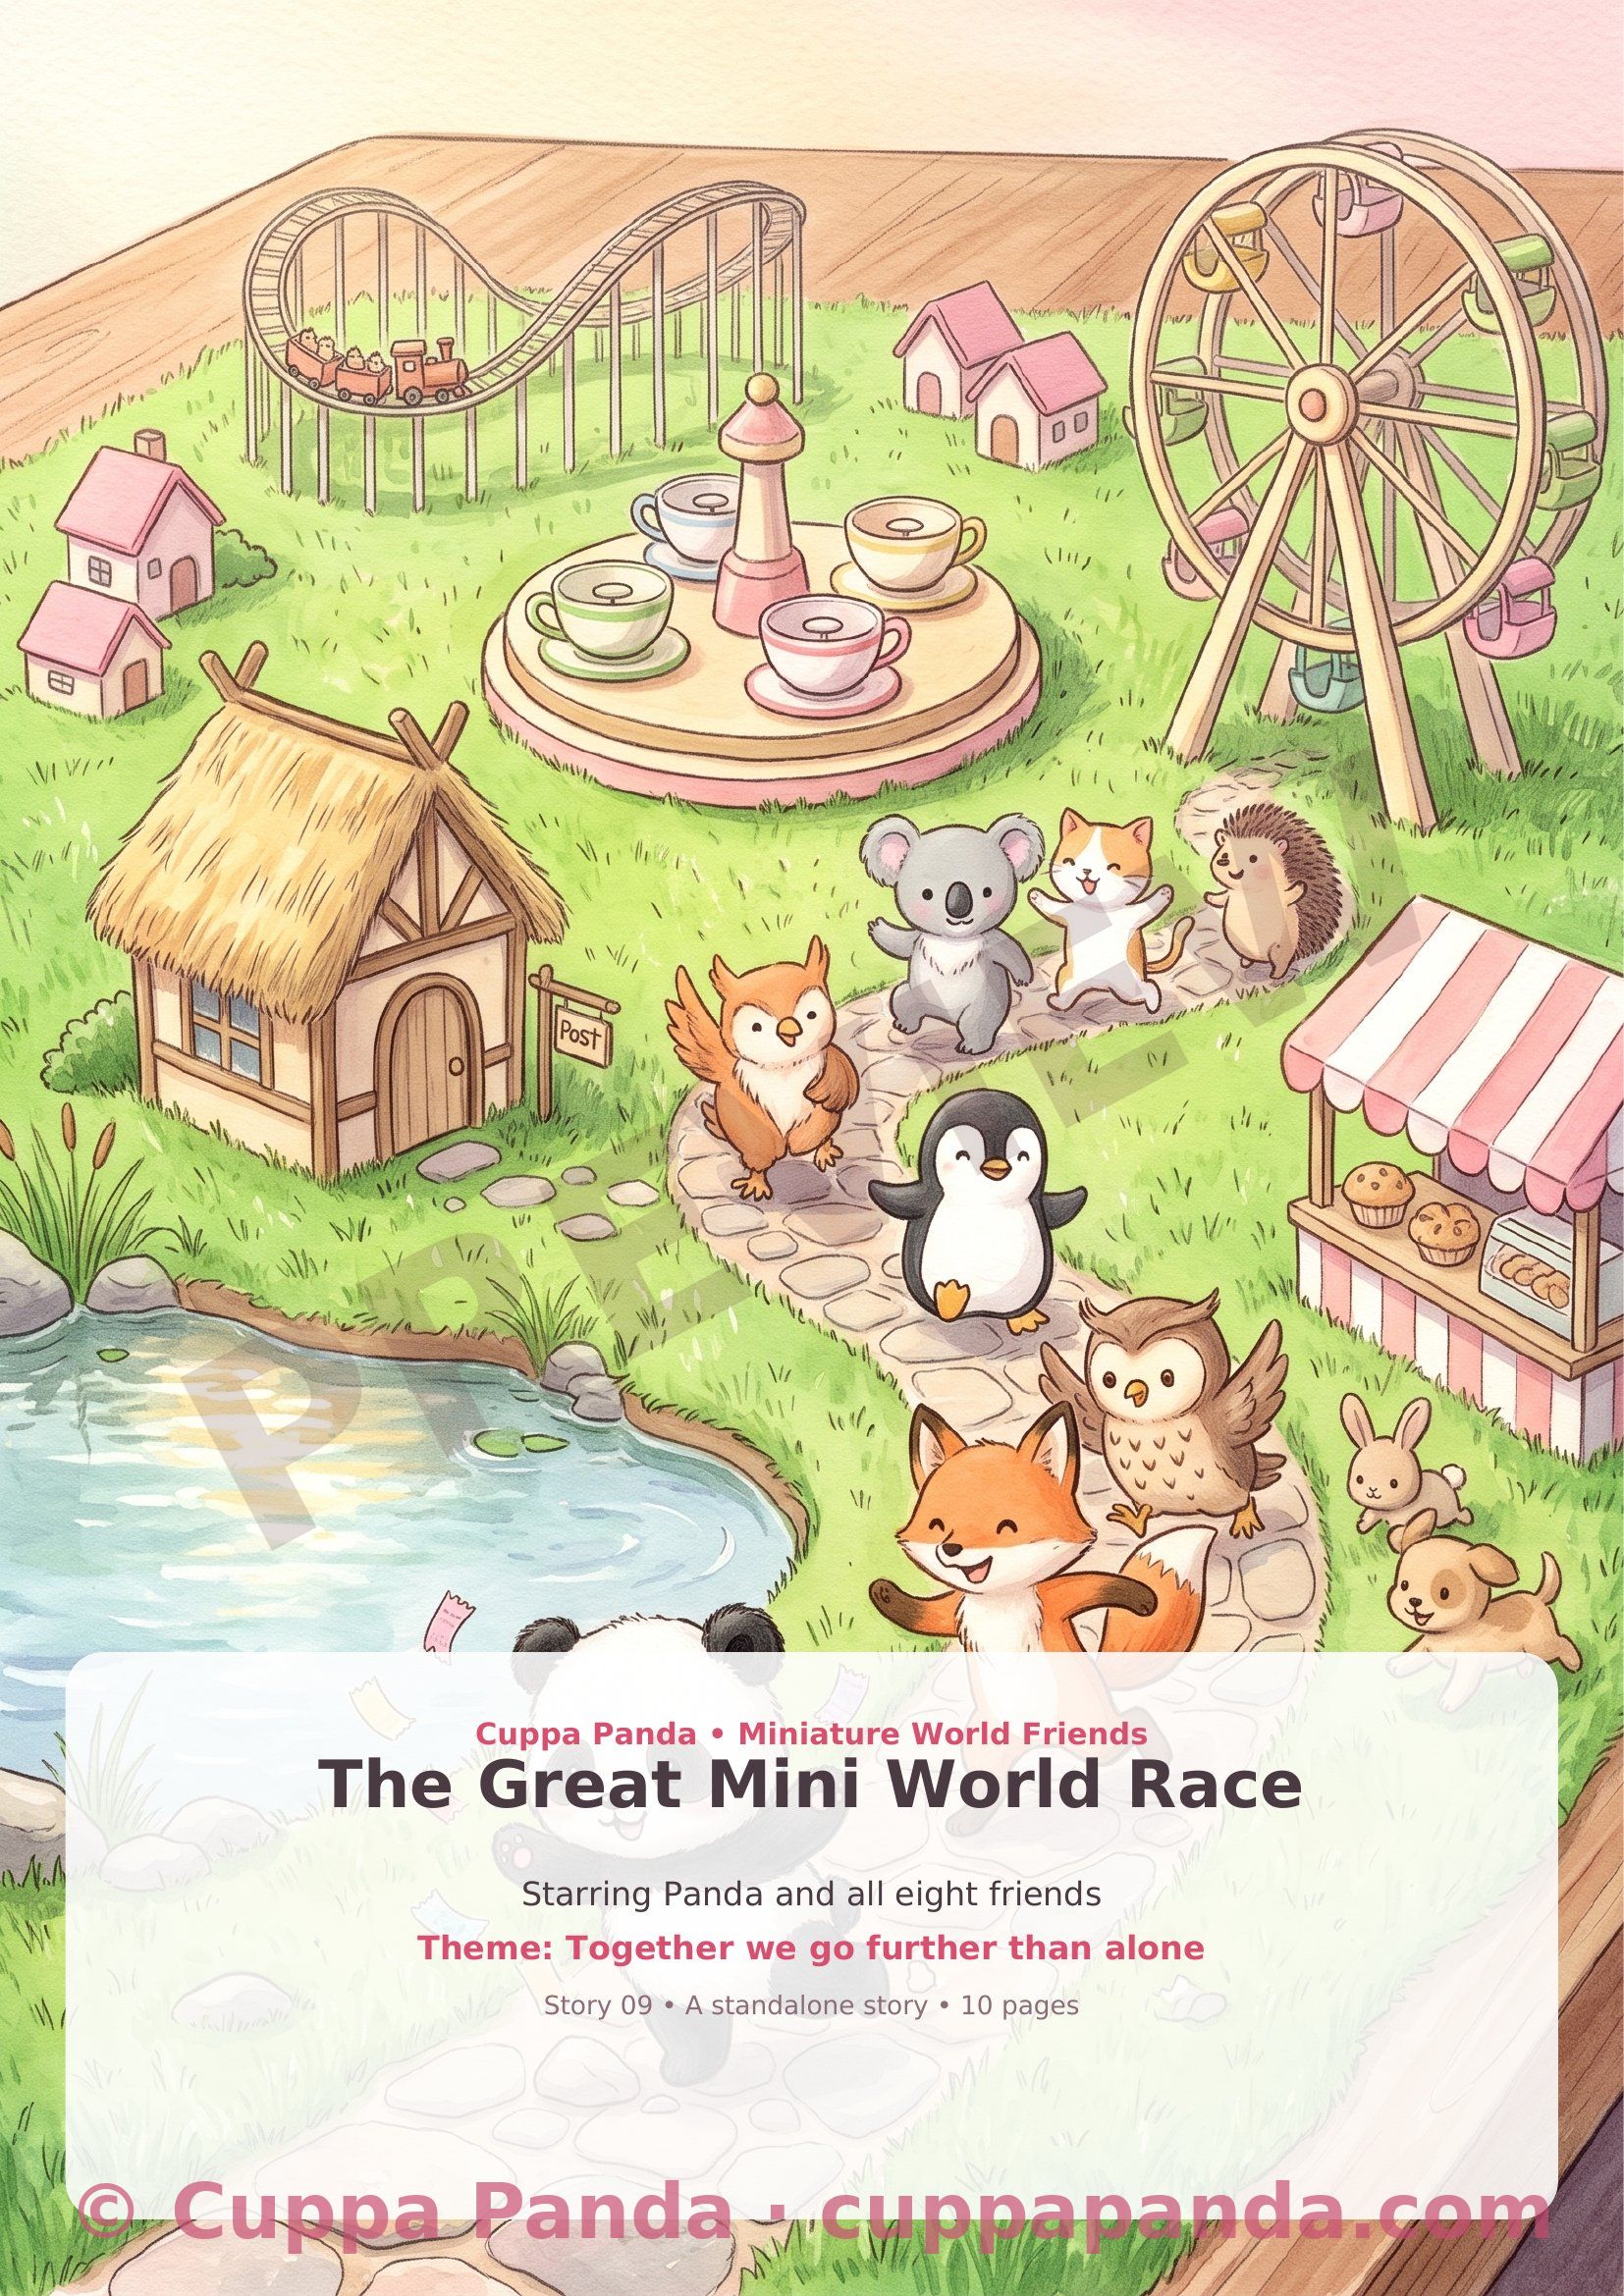 Post
PREVIEW
Cuppa Panda • Miniature World Friends
The Great Mini World Race
Starring Panda and all eight friends
Theme: Together we go further than alone
Story 09 • A standalone story • 10 pages
© Cuppa Panda · cuppapanda.com